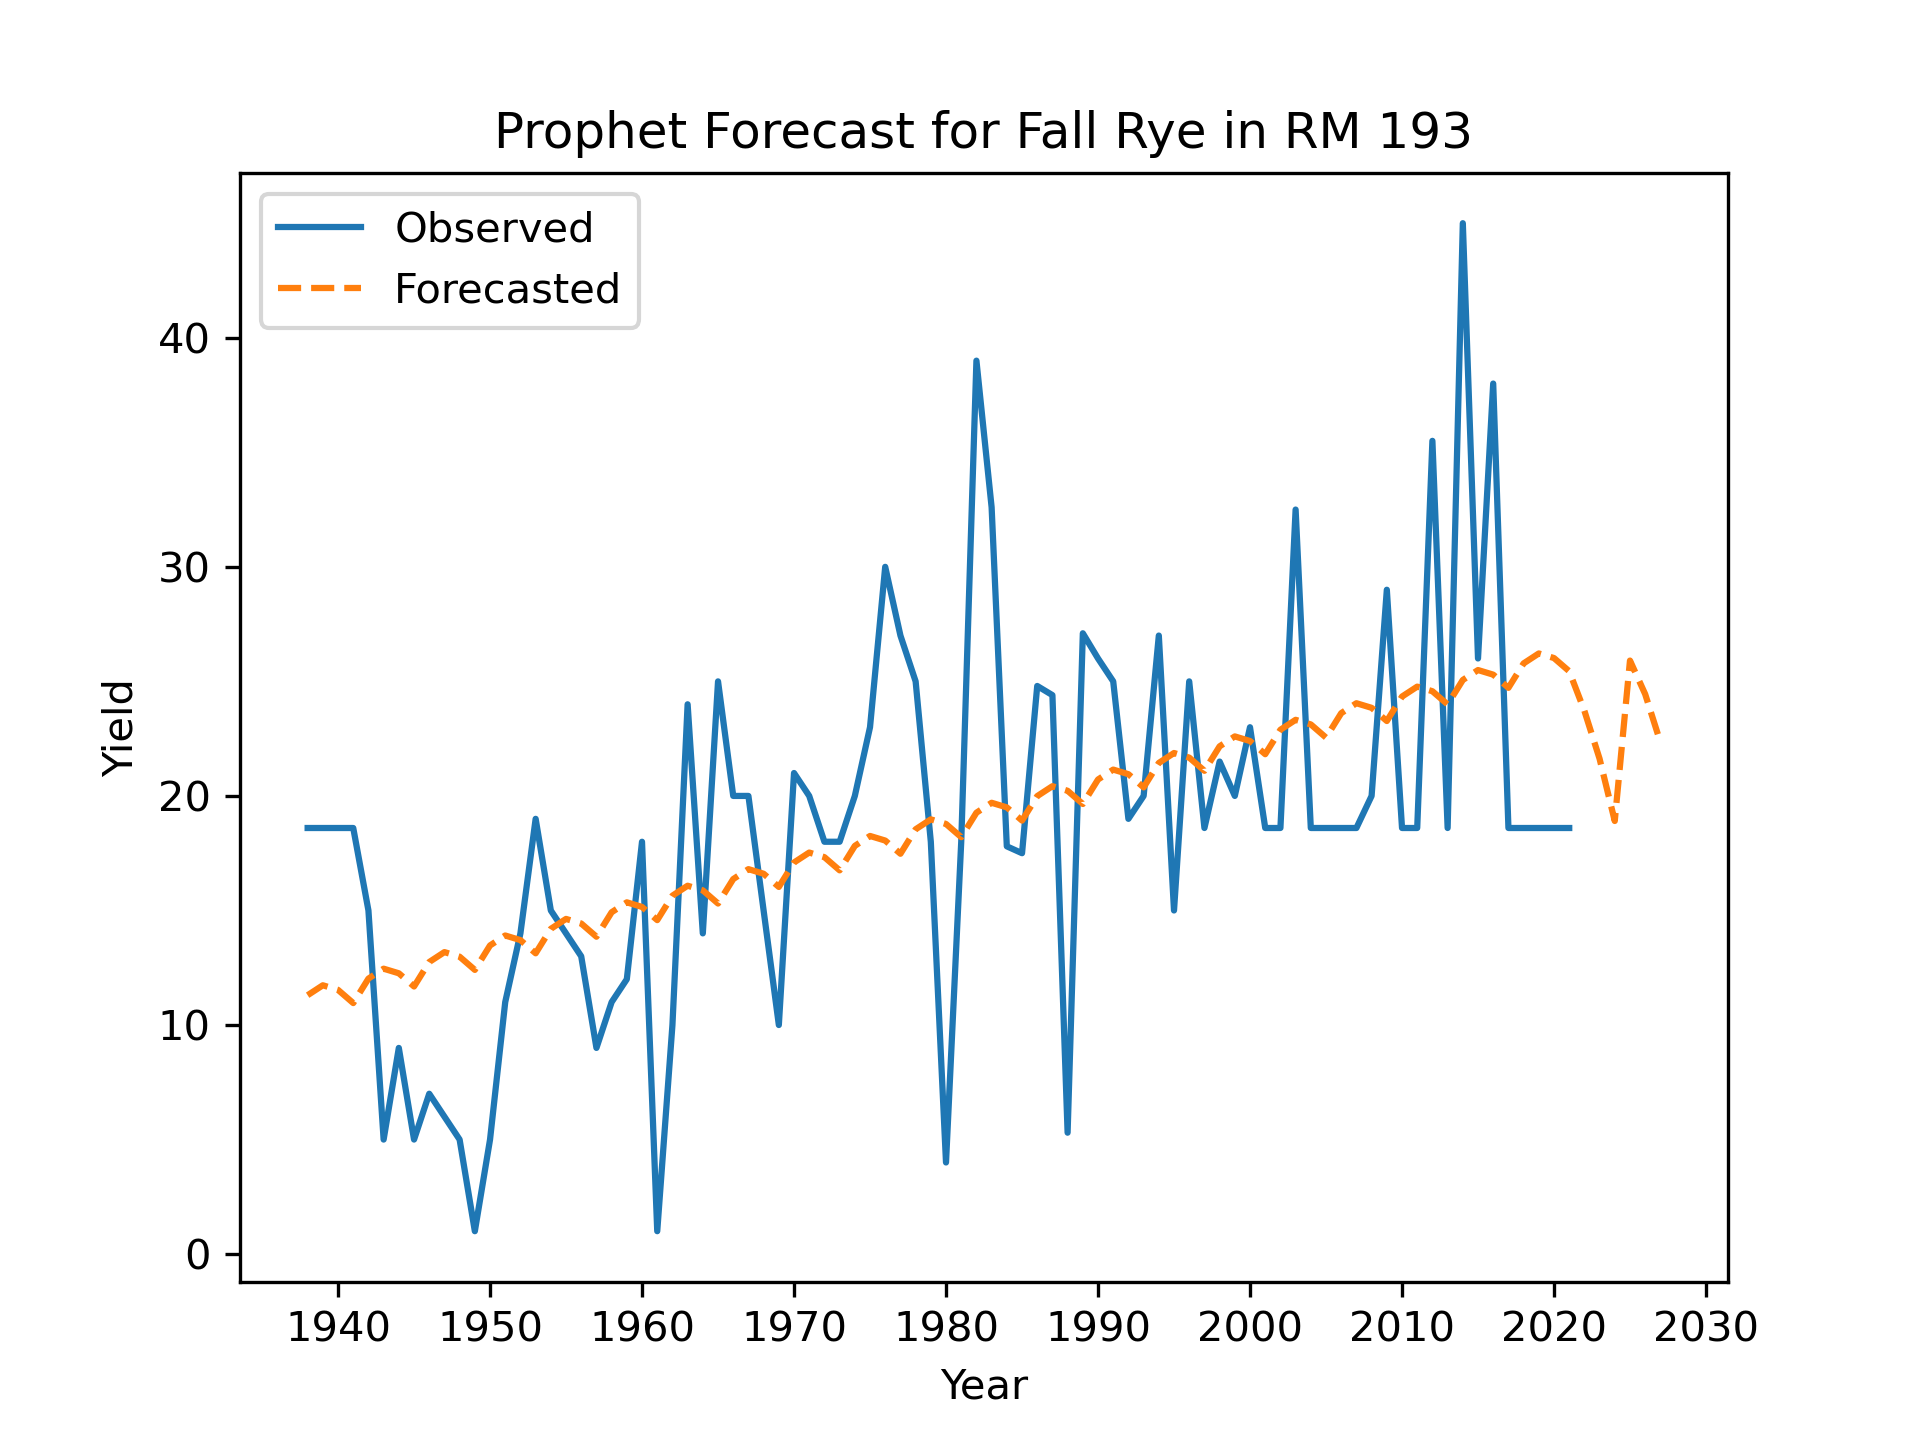 Prophet Forecast for Fall Rye in RM 193
Observed
Forecasted
40
30
20
10
0
Yield
1940 1950 1960 1970 1980 1990 2000 2010 2020 2030
Year